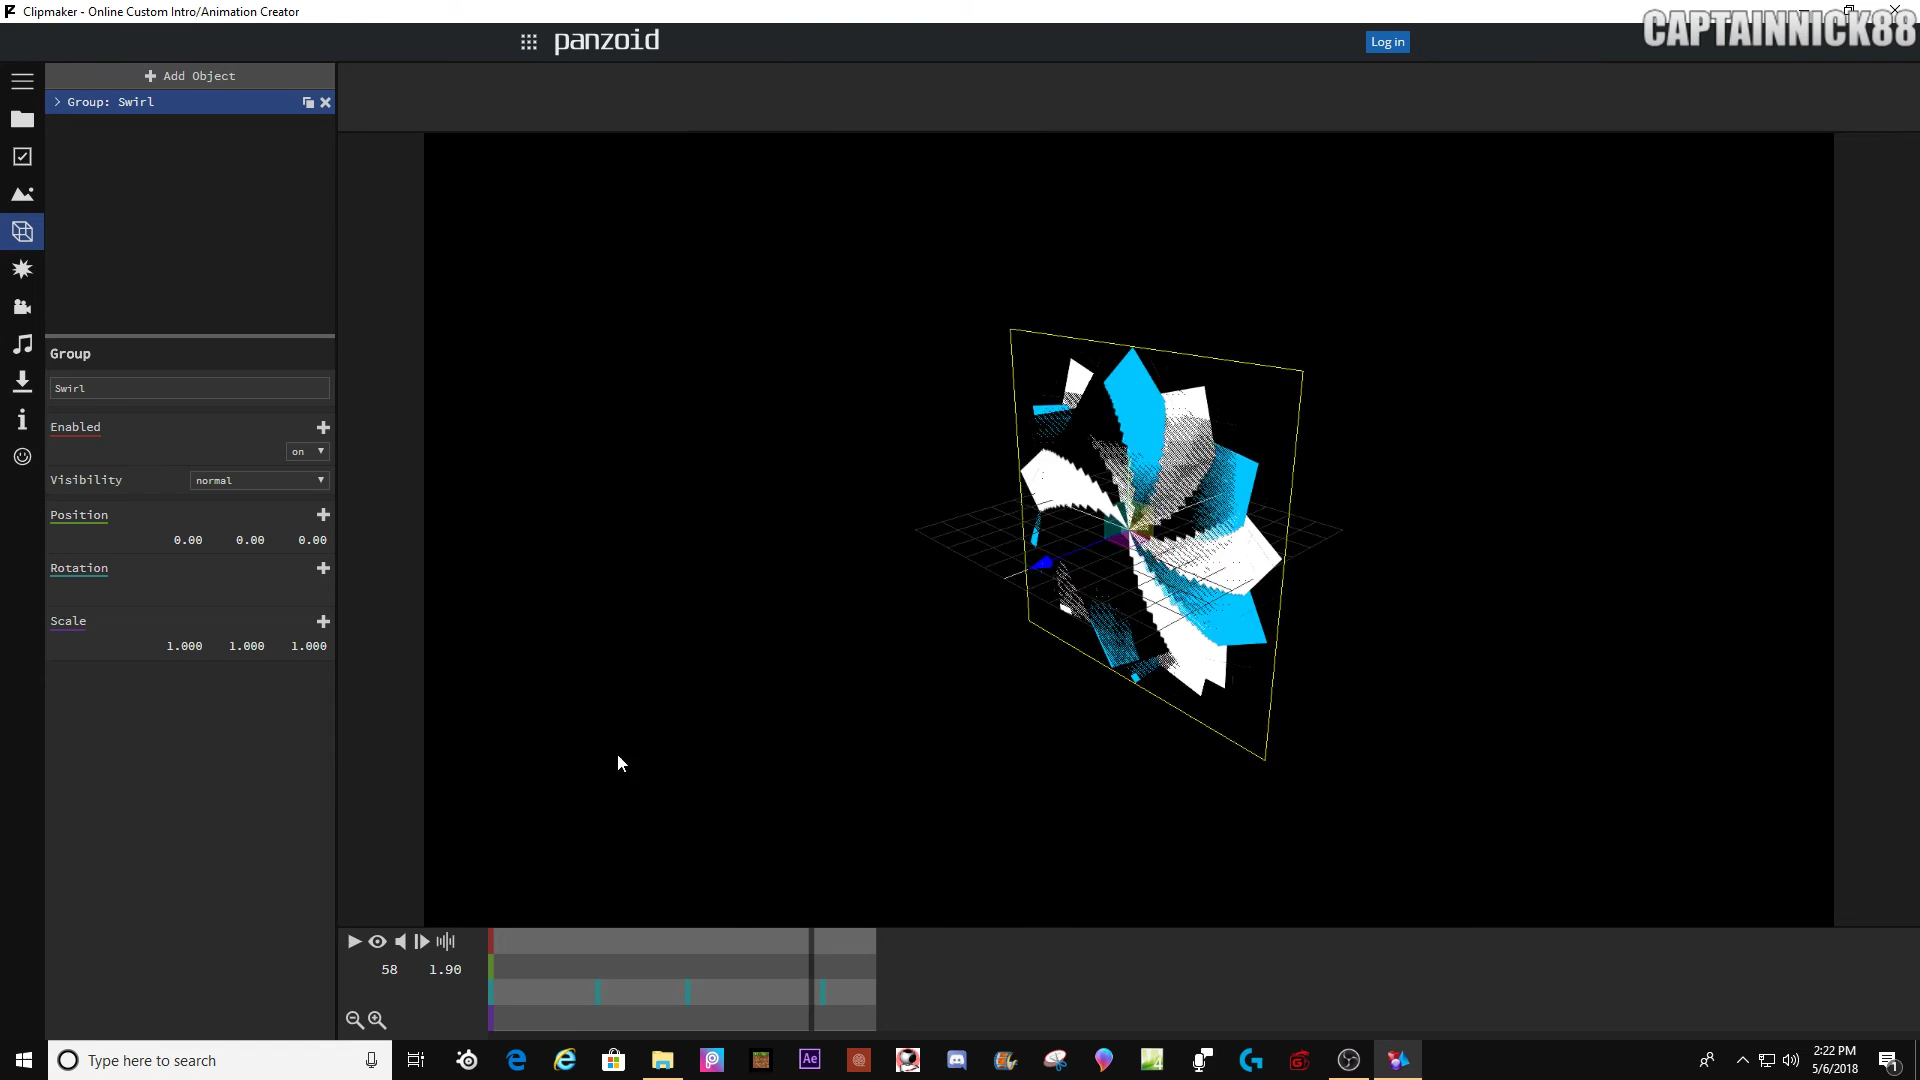 Clipmaker - Online Custom Intro/Animation Creator
panzoid
Log in
CAPTAINNICK88
Add Object
Group: Swirl
Group
Swirl
Enabled
on
Visibility
normal
Position
0.00 0.00 0.00
Rotation
Scale
1.000 1.000 1.000
58 1.90
Type here to search
Ae
2:22 PM
5/6/2018
1